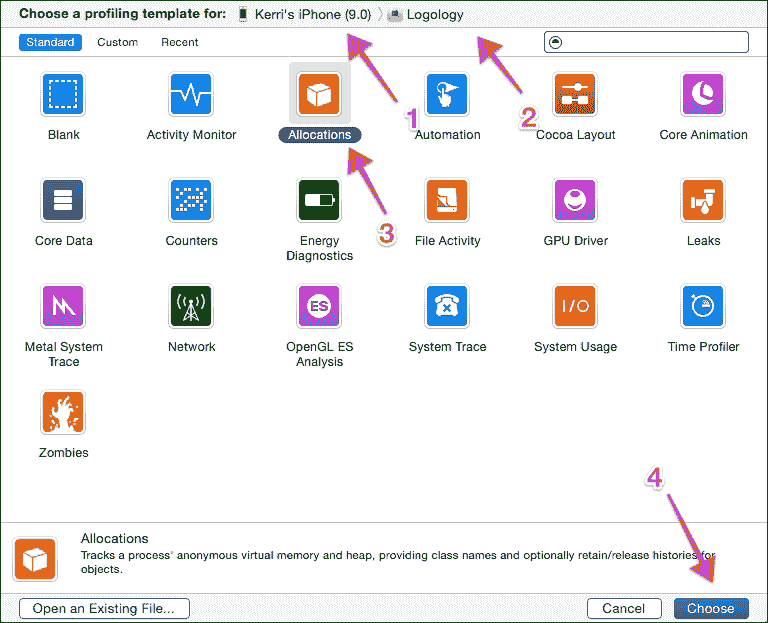 Choose a profiling template for: Kerri's iPhone (9.0) Logology
Standard Custom Recent
1
2
Blank Activity Monitor Allocations Automation Cocoa Layout Core Animation
3
Core Data Counters Energy Diagnostics File Activity GPU Driver Leaks
ES
I/O
Metal System Trace Network OpenGL ES Analysis System Trace System Usage Time Profiler
Zombies
4
Allocations
Tracks a process' anonymous virtual memory and heap, providing class names and optionally retain/release histories for
objects.
Open an Existing File... Cancel Choose